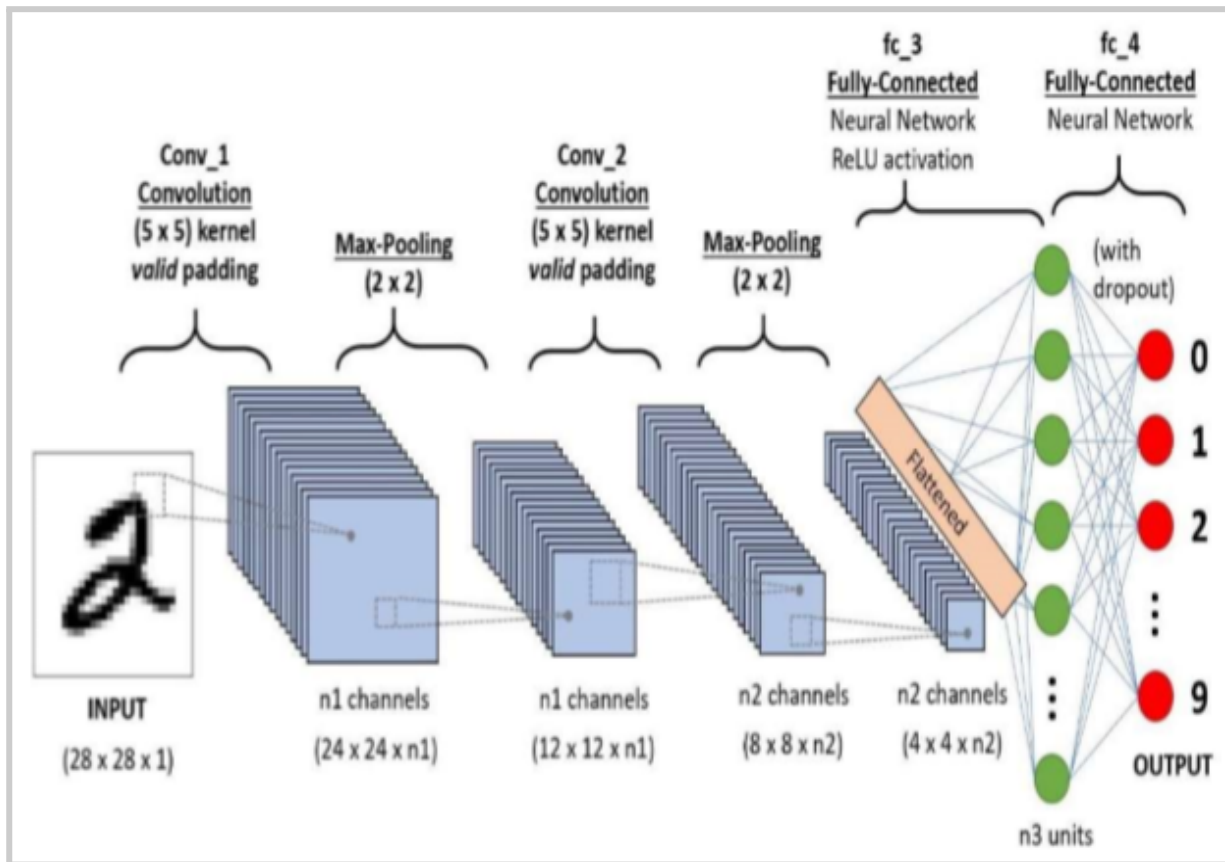 fc_3
Fully-Connected
Neural Network
ReLU activation
fc_4
Fully-Connected
Neural Network
Conv_1
Convolution
(5 x 5) kernel
valid padding
Max-Pooling
(2 x 2)
Conv_2
Convolution
(5 x 5) kernel
valid padding
Max-Pooling
(2 x 2)
(with
dropout)
2
Flattened
0
1
2
9
INPUT
(28 x 28 x 1)
n1 channels
(24 x 24 x n1)
n1 channels
(12 x 12 x n1)
n2 channels
(8 x 8 x n2)
n2 channels
(4 x 4 x n2)
n3 units
OUTPUT